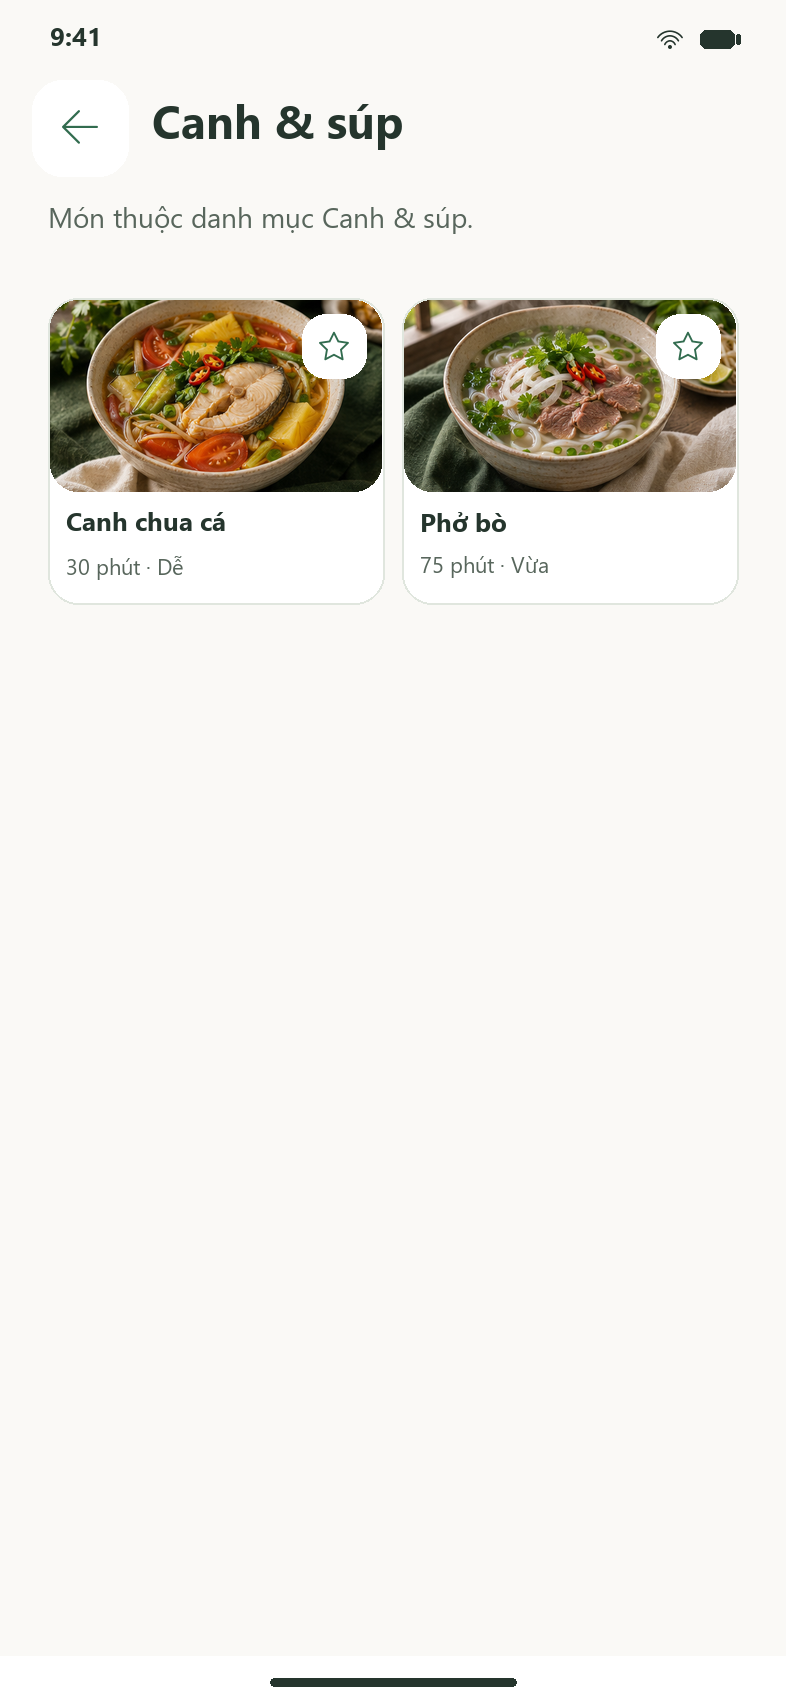 9:41
Canh & súp
Món thuộc danh mục Canh & súp.
Canh chua cá
30 phút · Dễ
Phở bò
75 phút · Vừa